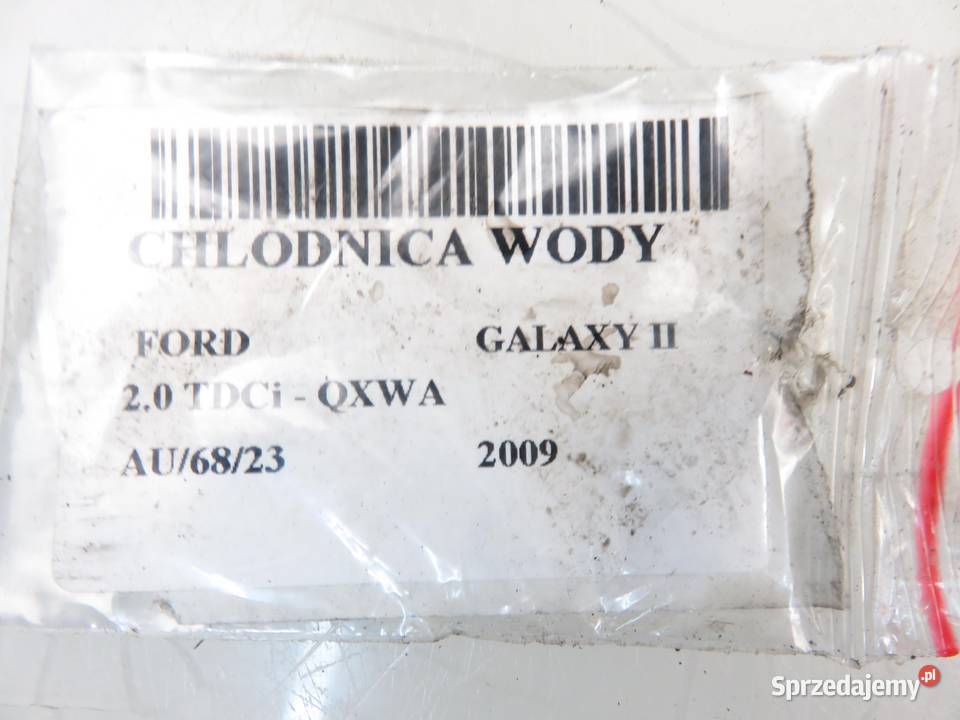 CHLODNICA WODY
FORD GALAXY II
2.0 TDCi - QXWA
AU/68/23 2009
Sprzedajemy.pl